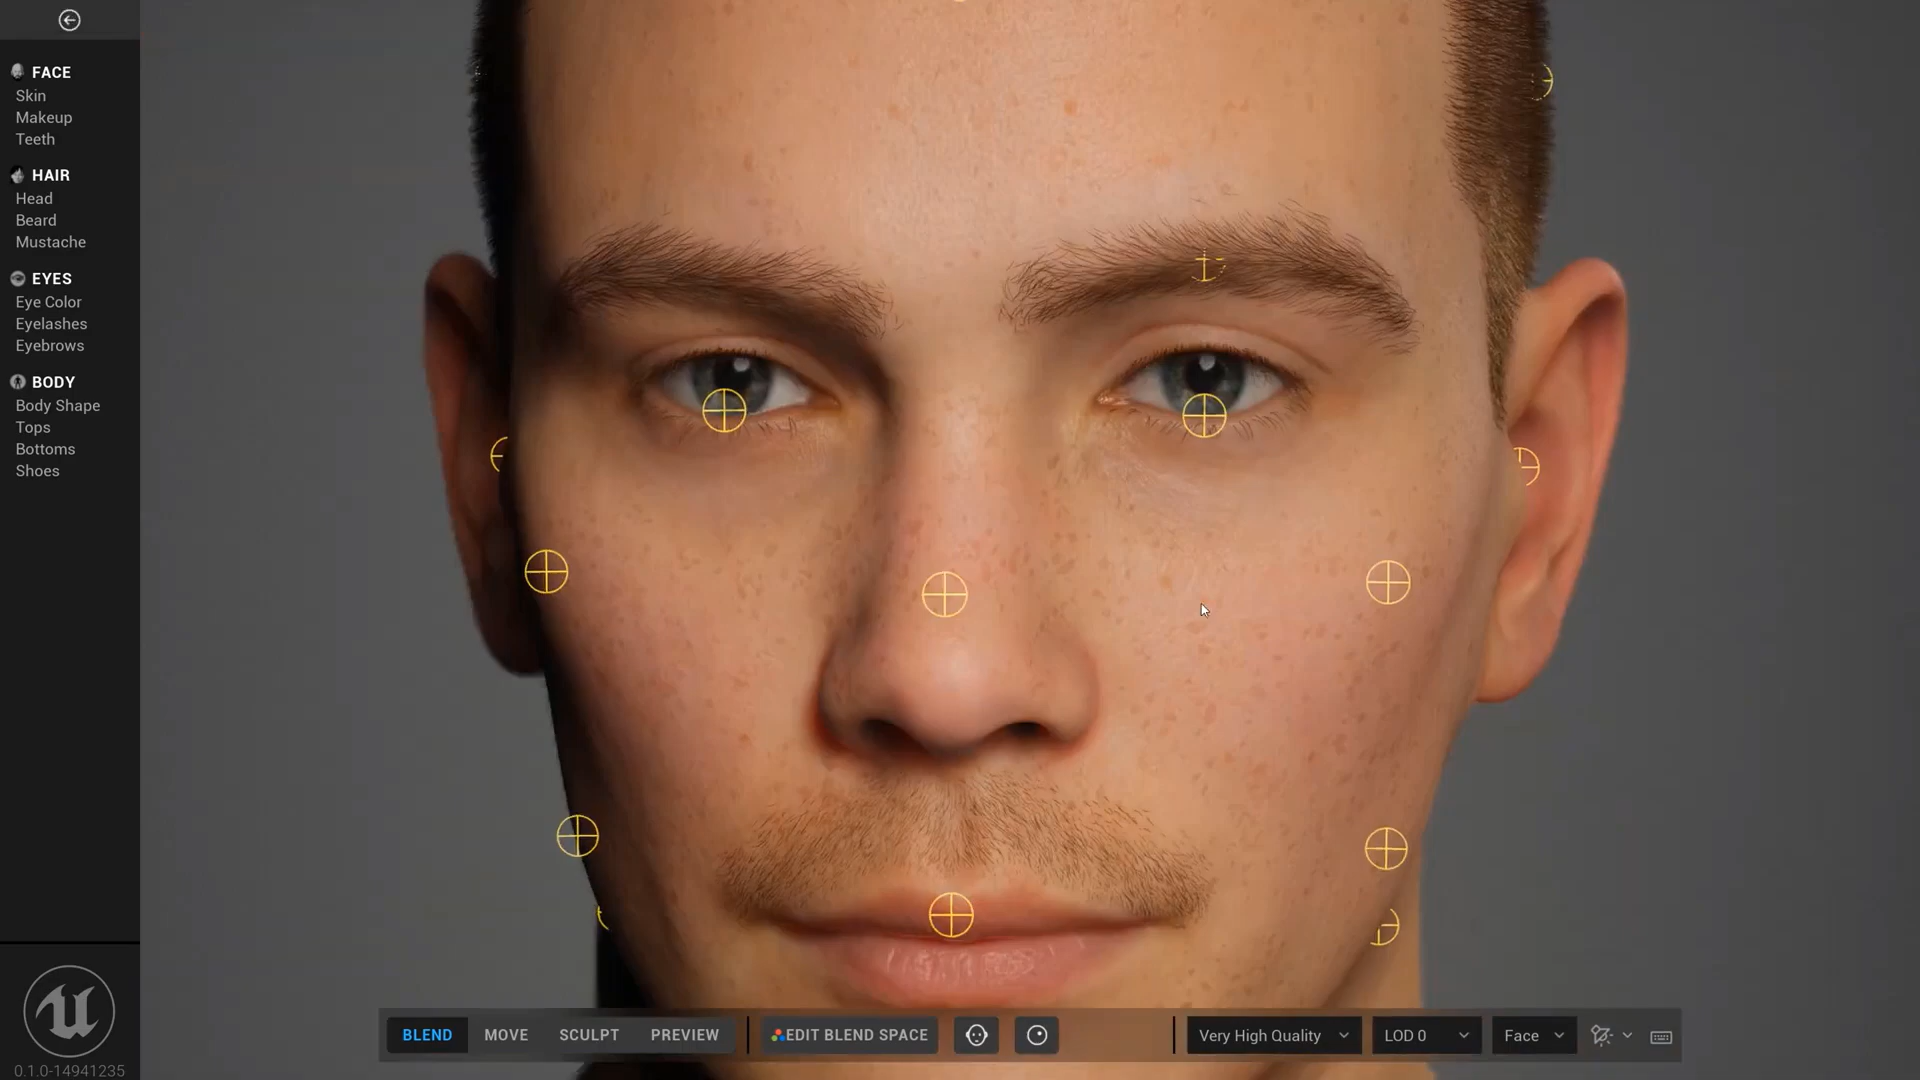 FACE
Skin
Makeup
Teeth
HAIR
Head
Beard
Mustache
EYES
Eye Color
Eyelashes
Eyebrows
BODY
Body Shape
Tops
Bottoms
Shoes
0.1.0-14941235
BLEND MOVE SCULPT PREVIEW EDIT BLEND SPACE Very High Quality LOD 0 Face